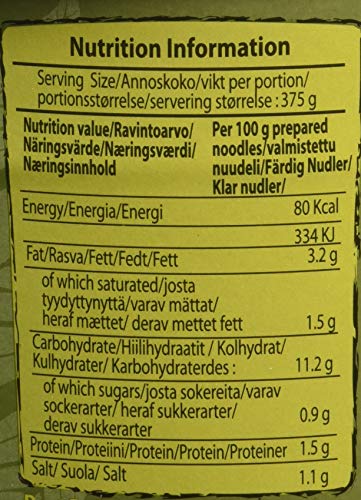 Nutrition Information
Serving Size/Annoskoko/vikt per portion/
portionsstørrelse/servering størrelse :375 g
Nutrition value/Ravintoarvo/
Näringsvärde/Næringsværdi/
Næringsinnhold
Per 100 g prepared
noodles/valmistettu
nuudeli/Färdig Nudler/
Klar nudler/
Energy/Energia/Energi 80 Kcal
334 KJ
Fat/Rasva/Fett/Fedt/Fett 3.2 g
of which saturated/josta
tyydyttynyttä/varav mättat/
heraf mættet/ derav mettet fett 1.5 g
Carbohydrate/Hiilihydraatit / Kolhydrat/
Kulhydrater/ Karbohydraterdes : 11.2 g
of which sugars/josta sokereita/varav
sockerarter/ heraf sukkerarter/
derav sukkerarter 0.9 g
Protein/Proteiini/Protein/Protein/Proteiner 1.5 g
Salt/ Suola/ Salt 1.1 g